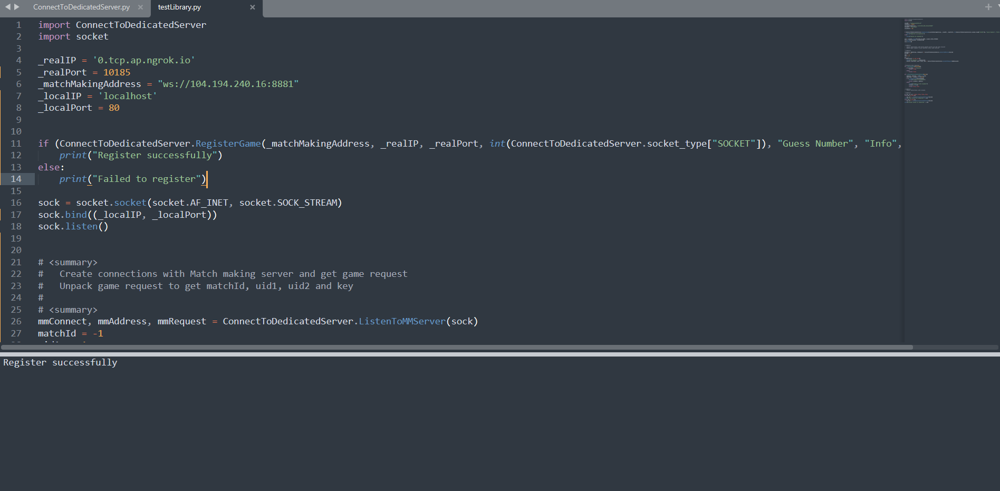 ConnectToDedicatedServer.py × testLibrary.py ×
1 import ConnectToDedicatedServer
2 import socket
3
4 _realIP = '0.tcp.ap.ngrok.io'
5 _realPort = 10185
6 _matchMakingAddress = "ws://104.194.240.16:8881"
7 _localIP = 'localhost'
8 _localPort = 80
9
10
11 if (ConnectToDedicatedServer.RegisterGame(_matchMakingAddress, _realIP, _realPort, int(ConnectToDedicatedServer.socket_type["SOCKET"]), "Guess Number", "Info",
12 print("Register successfully")
13 else:
14 print("Failed to register")
15
16 sock = socket.socket(socket.AF_INET, socket.SOCK_STREAM)
17 sock.bind((_localIP, _localPort))
18 sock.listen()
19
20
21 # <summary>
22 # Create connections with Match making server and get game request
23 # Unpack game request to get matchId, uid1, uid2 and key
24 #
25 # <summary>
26 mmConnect, mmAddress, mmRequest = ConnectToDedicatedServer.ListenToMMServer(sock)
27 matchId = -1
Register successfully